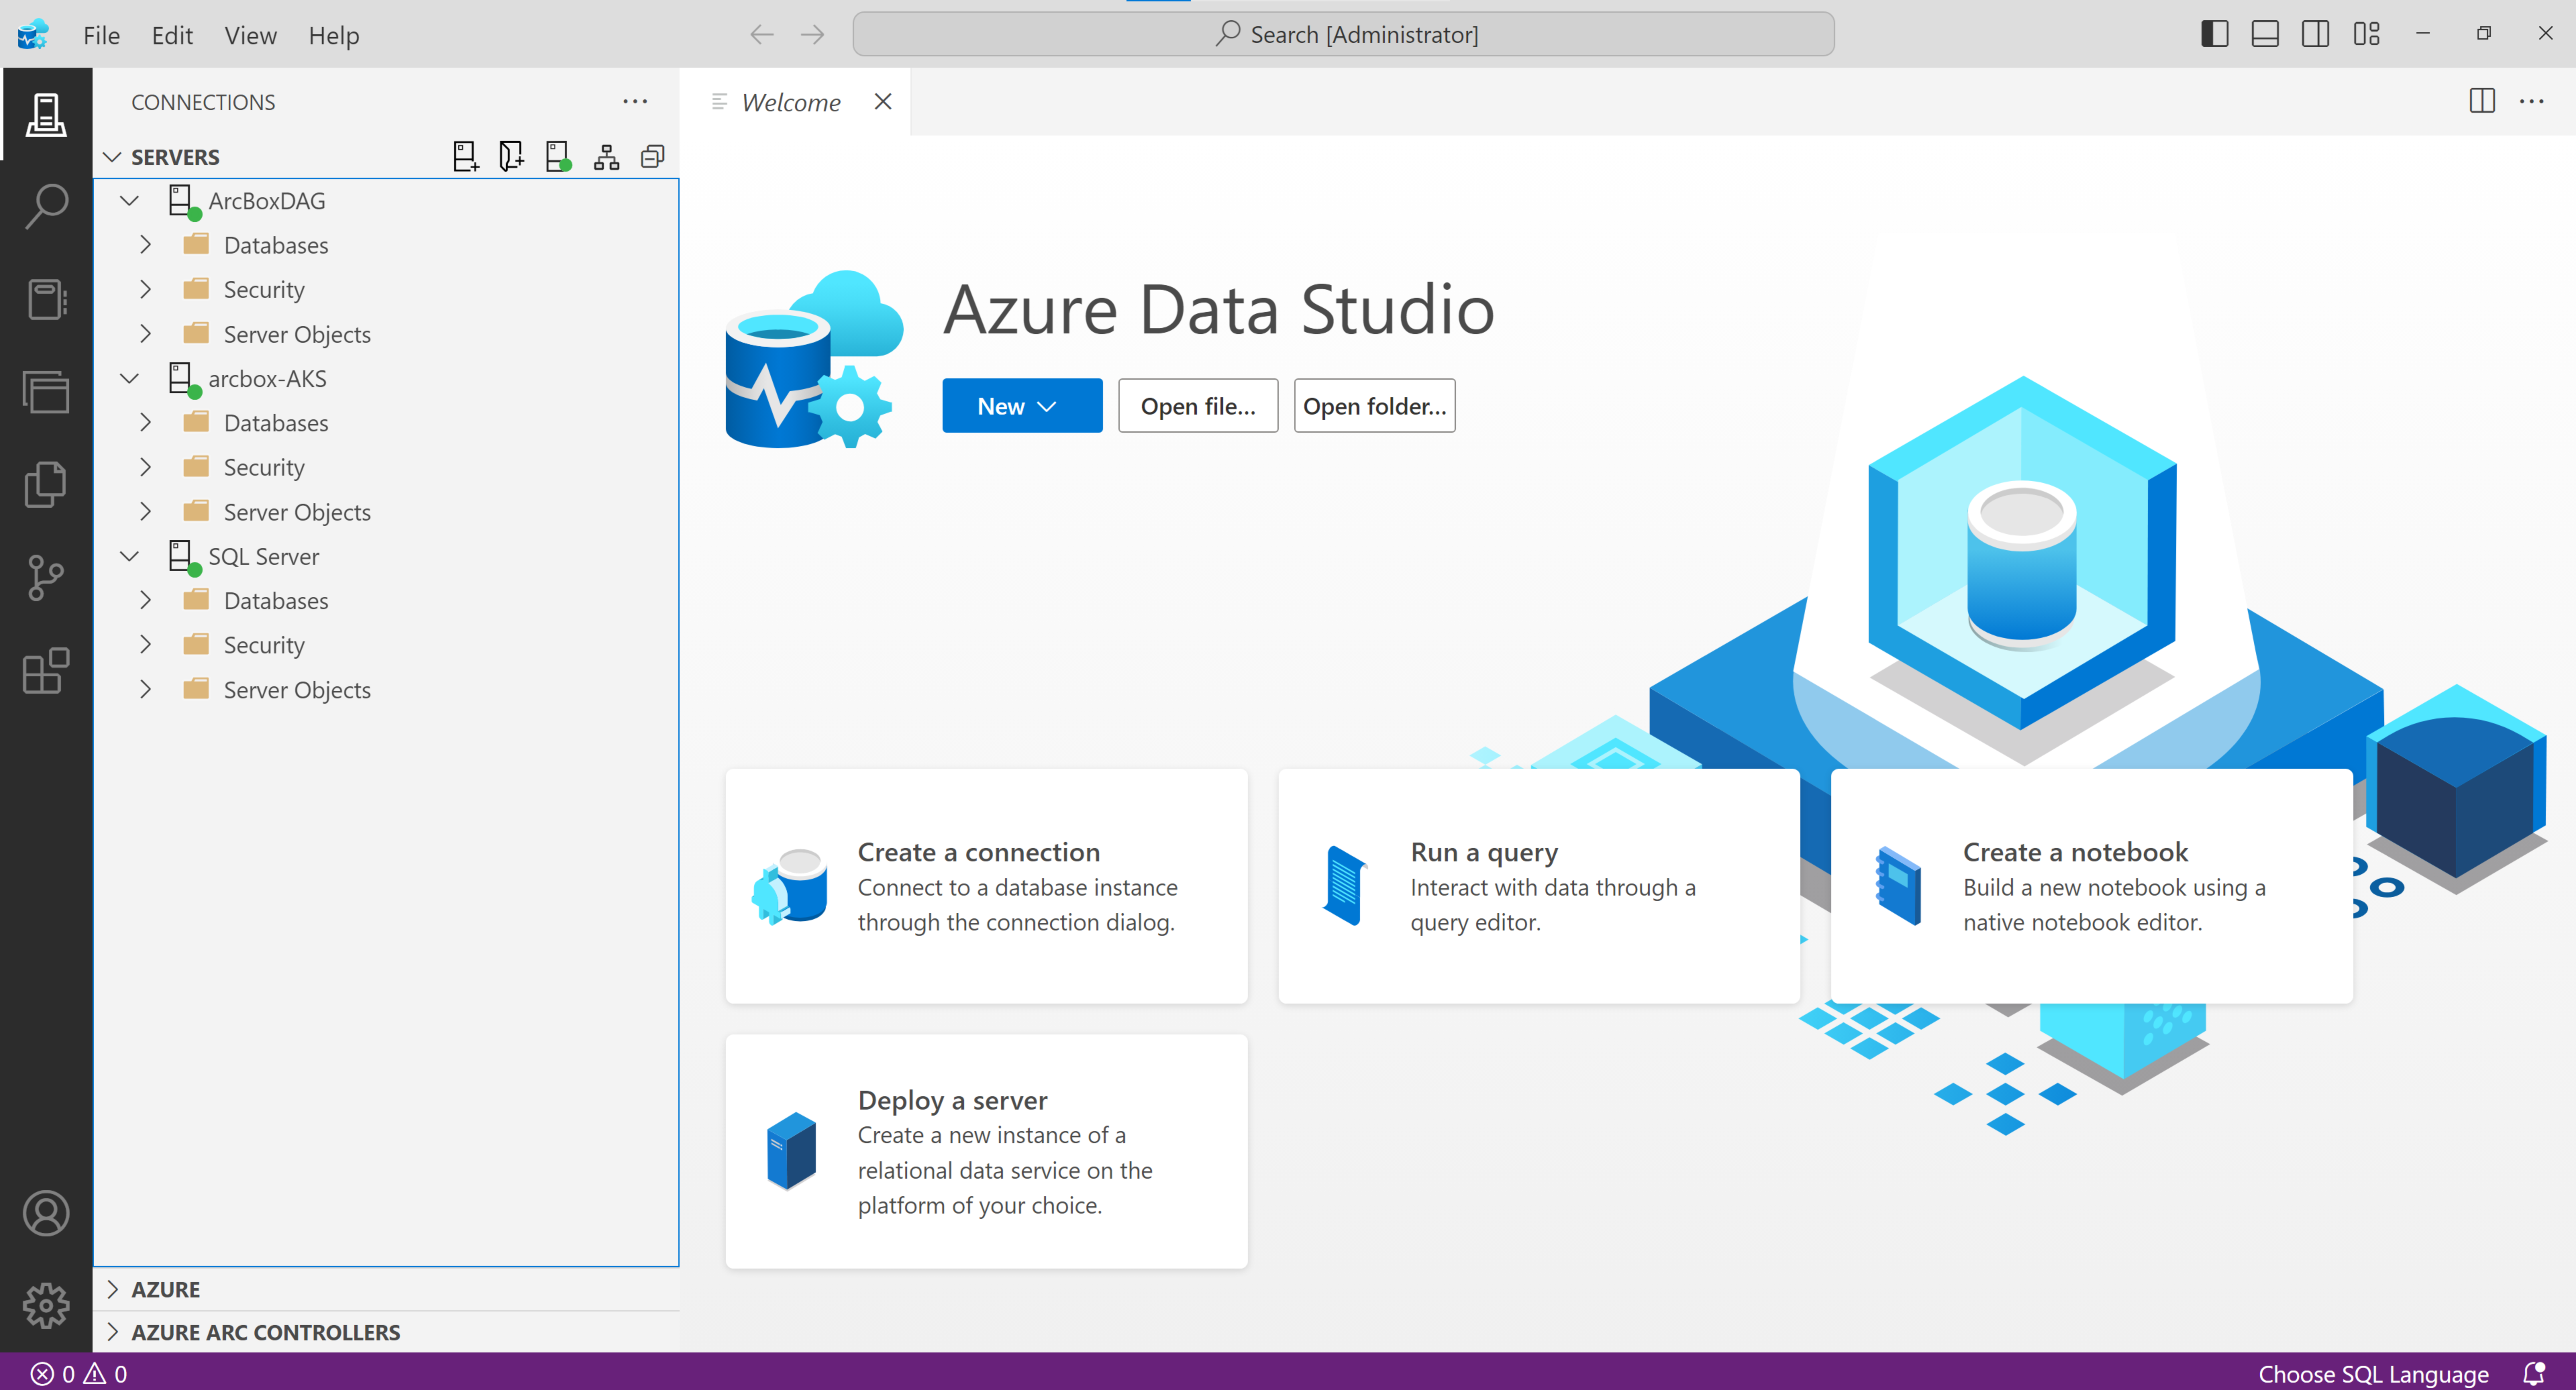 File Edit View Help
Search [Administrator]
CONNECTIONS
SERVERS
ArcBoxDAG
Databases
Security
Server Objects
arcbox-AKS
Databases
Security
Server Objects
SQL Server
Databases
Security
Server Objects
AZURE
AZURE ARC CONTROLLERS
Welcome
Azure Data Studio
New
Open file...
Open folder...
Create a connection
Connect to a database instance
through the connection dialog.
Run a query
Interact with data through a
query editor.
Create a notebook
Build a new notebook using a
native notebook editor.
Deploy a server
Create a new instance of a
relational data service on the
platform of your choice.
0 0
Choose SQL Language